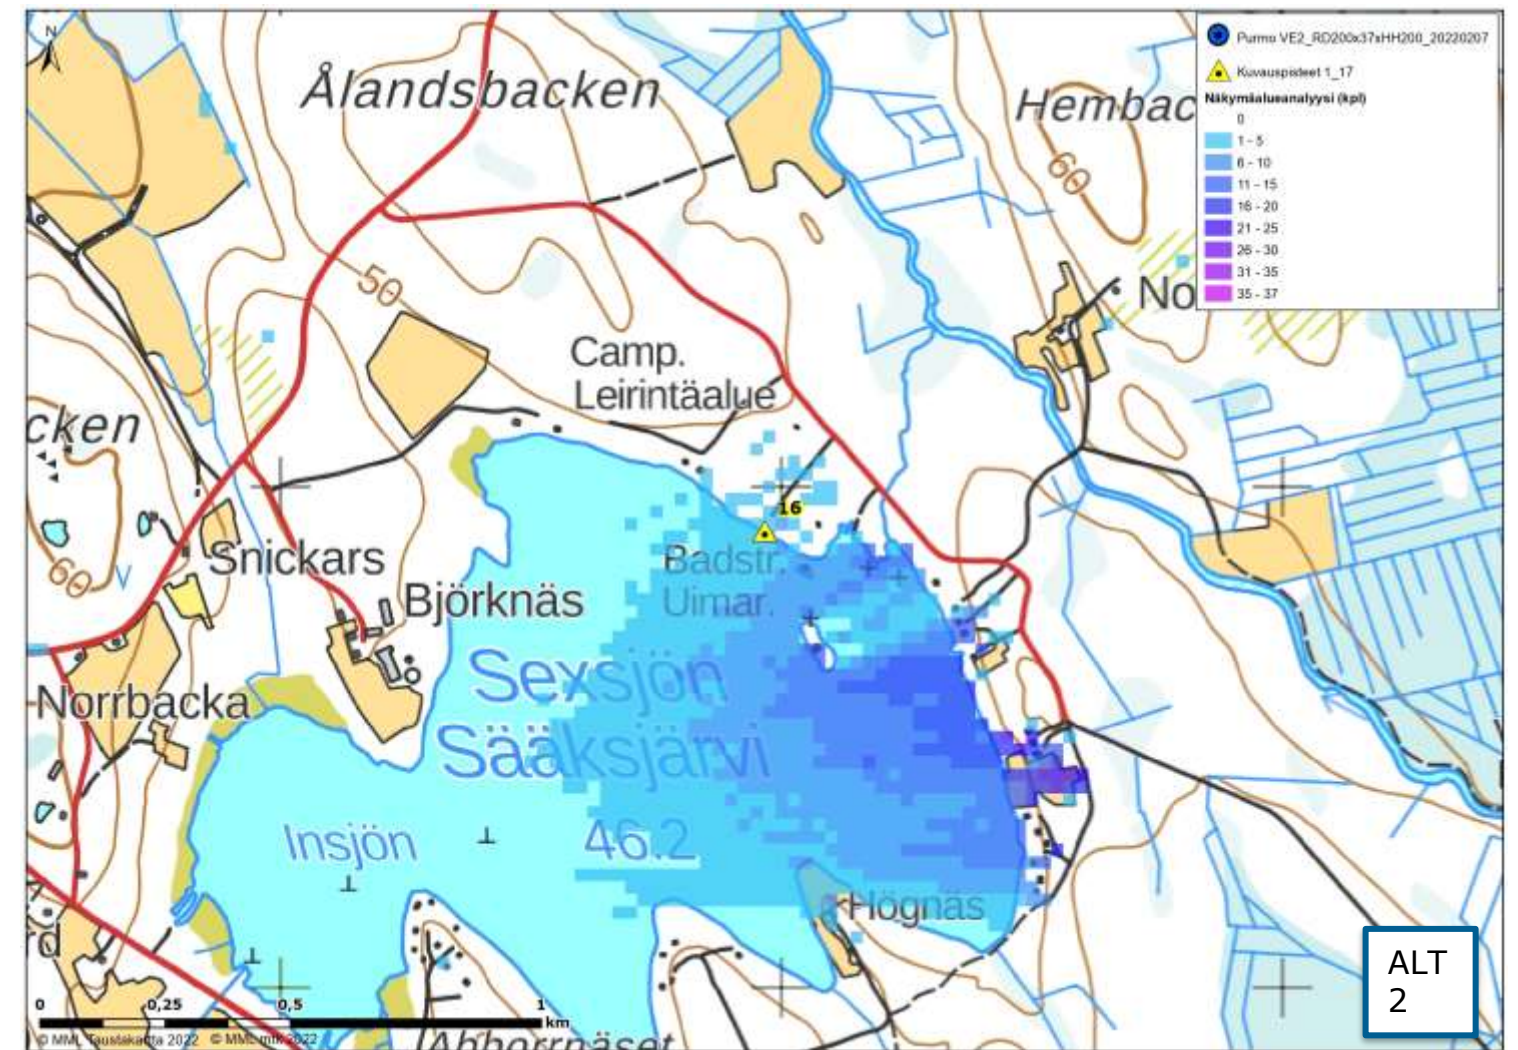 N
Ålandsbacken
Hembac
Purmo VE2_RD200x37xHH200_20220207
Kuvauspisteet 1_17
Näkymäalueanalyysi (kpl)
0
1 - 5
6 - 10
11 - 15
16 - 20
21 - 25
26 - 30
31 - 35
35 - 37
60
50
No
Camp.
Leirintäalue
cken
16
60
Snickars
Badstr.
Uimar.
Björknäs
Sexsjön
Norrbacka
Sääksjärvi
Insjön
46.2
Högnäs
rd
ALT
2
0 0,25 0,5 1
km
© MML Taustakartta 2022 © MML mtk 2022
Abborrnäset